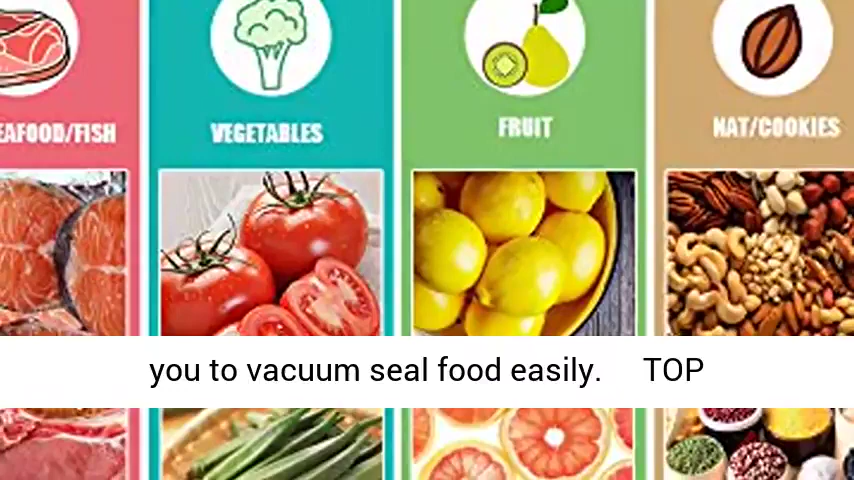 EAFOOD/FISH
VEGETABLES
FRUIT
NAT/COOKIES
you to vacuum seal food easily. TOP